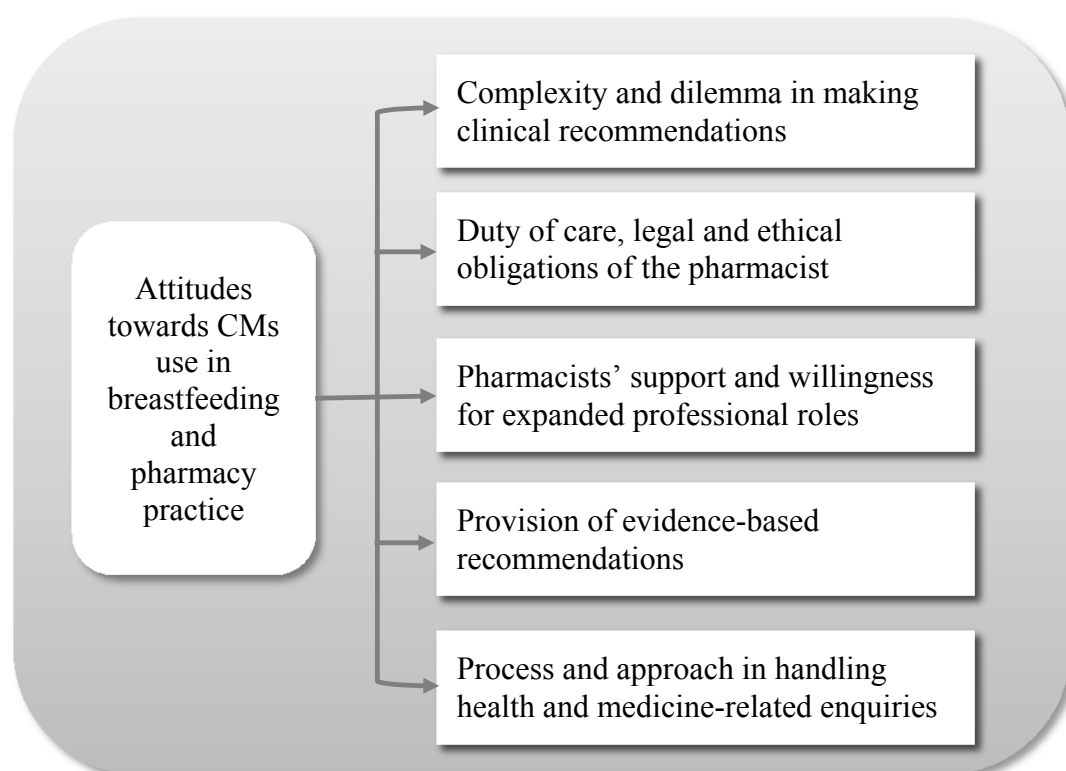 Attitudes
towards CMs
use in
breastfeeding
and
pharmacy
practice
Complexity and dilemma in making
clinical recommendations
Duty of care, legal and ethical
obligations of the pharmacist
Pharmacists’ support and willingness
for expanded professional roles
Provision of evidence-based
recommendations
Process and approach in handling
health and medicine-related enquiries